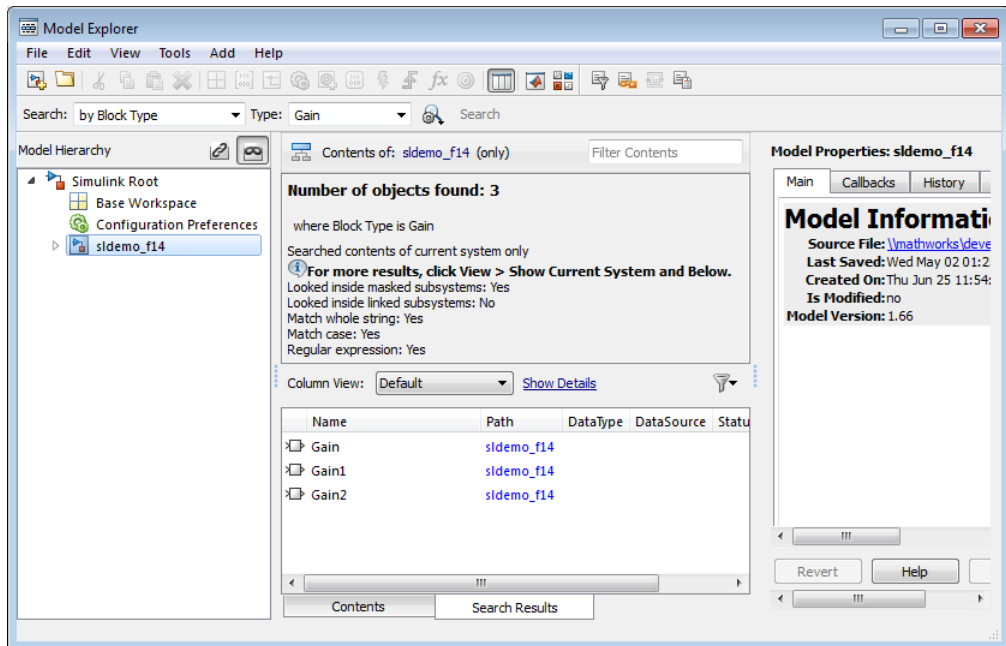 Model Explorer
File Edit View Tools Add Help
fx
Search: by Block Type Type: Gain Search
Model Hierarchy
Simulink Root
Base Workspace
Configuration Preferences
sldemo_f14
Contents of: sldemo_f14 (only) Filter Contents
Number of objects found: 3
where Block Type is Gain
Searched contents of current system only
For more results, click View > Show Current System and Below.
Looked inside masked subsystems: Yes
Looked inside linked subsystems: No
Match whole string: Yes
Match case: Yes
Regular expression: Yes
Column View: Default Show Details
Name Path DataType DataSource Statu
Gain sldemo_f14
Gain1 sldemo_f14
Gain2 sldemo_f14
Contents Search Results
Model Properties: sldemo_f14
Main Callbacks History
Model Informati
Source File: \\mathworks\deve
Last Saved: Wed May 02 01:2
Created On: Thu Jun 25 11:54:
Is Modified: no
Model Version: 1.66
Revert Help